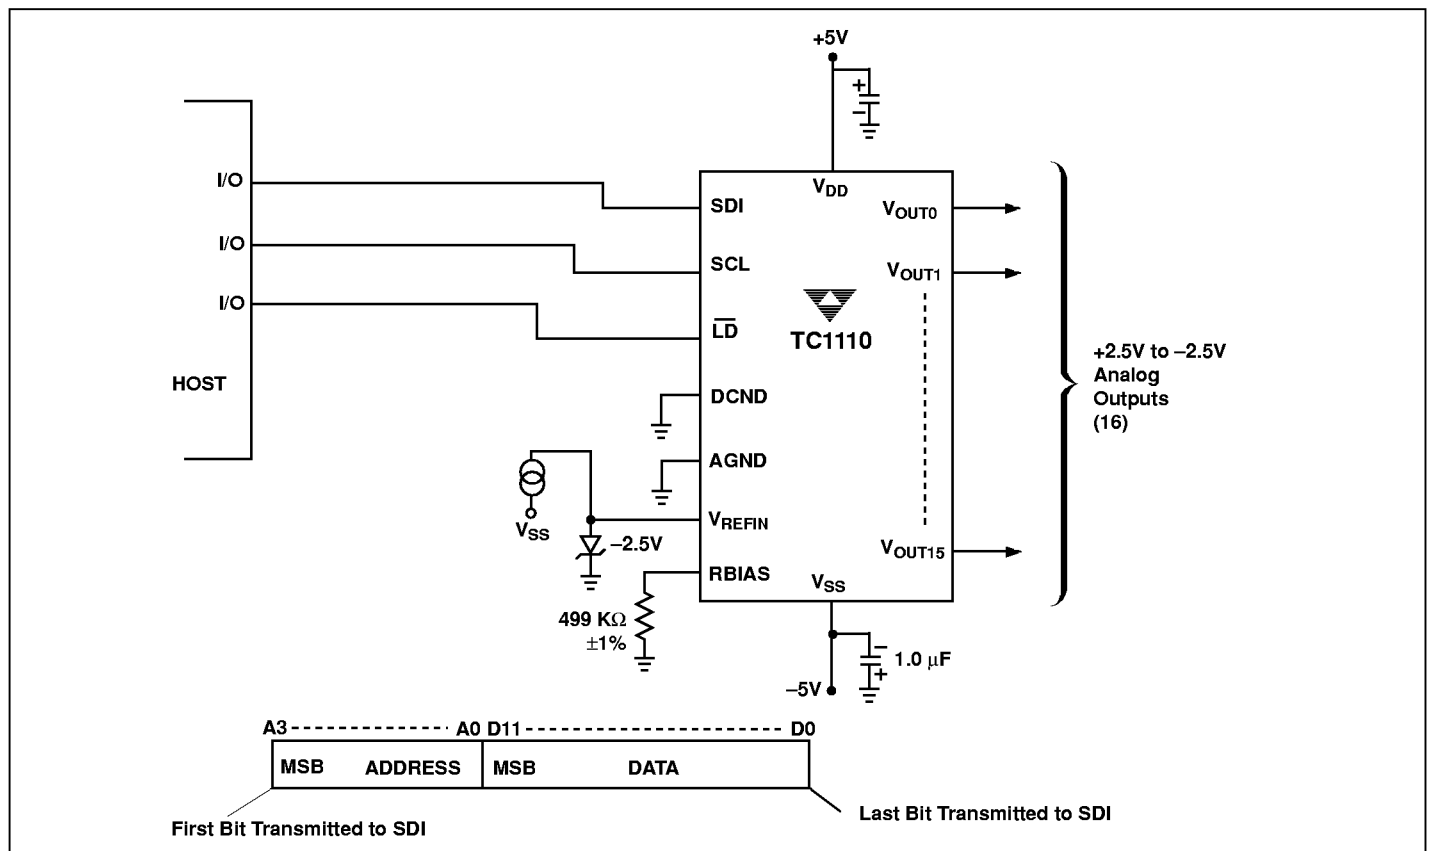 +5V
+
–
I/O
I/O
I/O
HOST
SDI
SCL
LD
DCND
AGND
VREFIN
RBIAS
VDD
TC1110
VSS
VOUT0
VOUT1
VOUT15
+2.5V to –2.5V
Analog
Outputs
(16)
VSS
–2.5V
499 KΩ
±1%
–
+
1.0 µF
–5V
A3 A0 D11 D0
MSB ADDRESS MSB DATA
First Bit Transmitted to SDI
Last Bit Transmitted to SDI